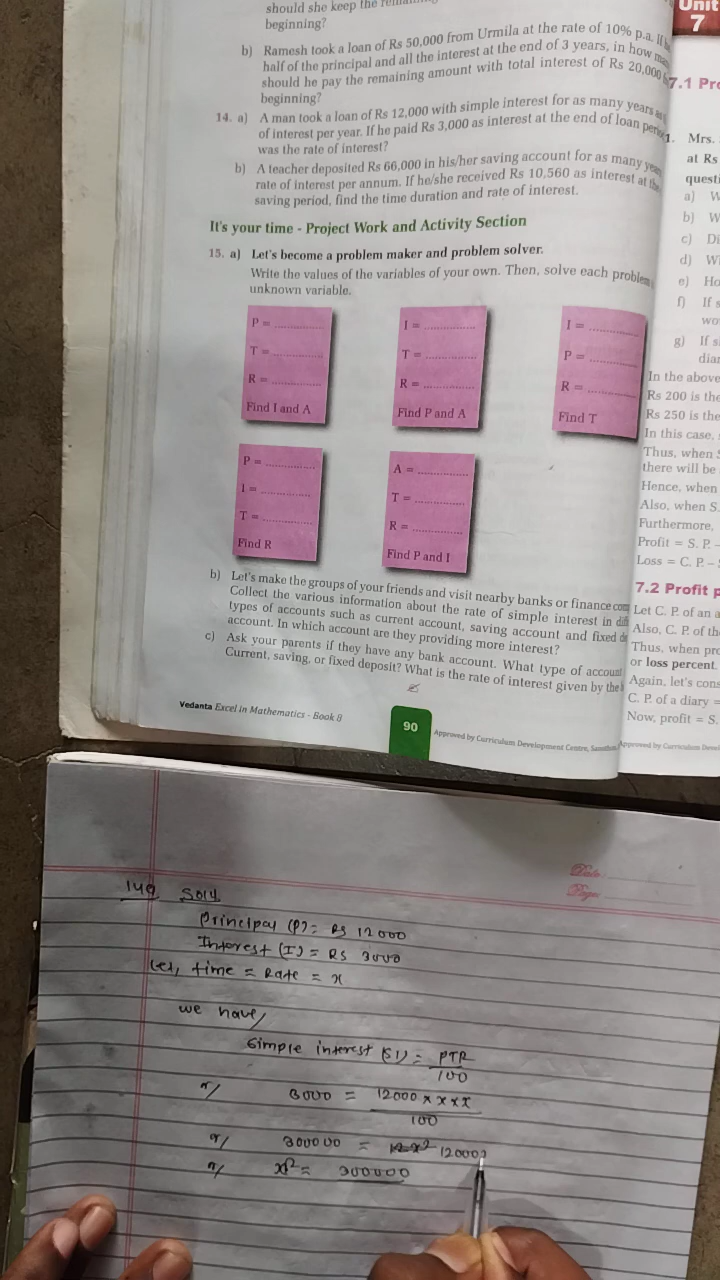 should she keep the
beginning?
b) Ramesh took a loan of Rs 50,000 from Urmila at the rate of 10% p.a. If
half of the principal and all the interest at the end of 3 years, in how
should he pay the remaining amount with total interest of Rs 20,000
beginning?
14. a) A man took a loan of Rs 12,000 with simple interest for as many years as
of interest per year. If he paid Rs 3,000 as interest at the end of loan
was the rate of interest?
b) A teacher deposited Rs 66,000 in his/her saving account for as many
rate of interest per annum. If he/she received Rs 10,560 as interest at the
saving period, find the time duration and rate of interest.
It's your time - Project Work and Activity Section
15. a) Let's become a problem maker and problem solver.
Write the values of the variables of your own. Then, solve each problem
unknown variable.
P = ...............
T = ...............
R = ...............
Find I and A
I = ...............
T = ...............
R = ...............
Find P and A
I = ...............
P = ...............
R = ...............
Find T
P = ...............
I = ...............
T = ...............
Find R
A = ...............
T = ...............
R = ...............
Find P and I
b) Let's make the groups of your friends and visit nearby banks or finance
Collect the various information about the rate of simple interest in
types of accounts such as current account, saving account and fixed
account. In which account are they providing more interest?
c) Ask your parents if they have any bank account. What type of
Current, saving, or fixed deposit? What is the rate of interest given by the
Vedanta Excel in Mathematics - Book 8
90
Approved by Curriculum Development Centre,
Unit
7
7.1
1. Mrs.
at Rs
a)
b)
c)
d)
e)
f) If
g) If
In the above
Rs 200 is the
Rs 250 is the
In this case,
Thus, when
there will be
Hence, when
Also, when S.
Furthermore,
Profit = S. P. –
Loss = C. P. –
7.2 Profit
Let C. P. of an
Also, C. P. of
Thus, when
or loss percent.
Again, let's
C. P. of a diary =
Now, profit = S.
Approved by Curriculum
Date:
Page:
14a Soln
Principal (P) = Rs 12000
Interest (I) = Rs 3000
Let, time = Rate = x
we have,
Simple interest (SI) = PTR
100
or/ 3000 = 12000 × x × x
100
or/ 300000 = 12000
or/ x² = 300000